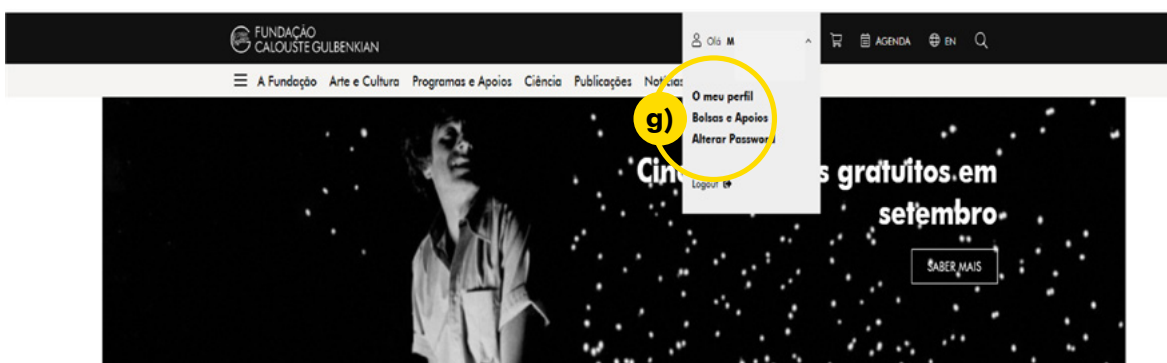 FUNDAÇÃO
CALOUSTE GULBENKIAN
Olá M
AGENDA
EN
A Fundação Arte e Cultura Programas e Apoios Ciência Publicações Notícias
O meu perfil
Bolsas e Apoios
Alterar Password
g)
Logout
s gratuitos em
setembro
SABER MAIS